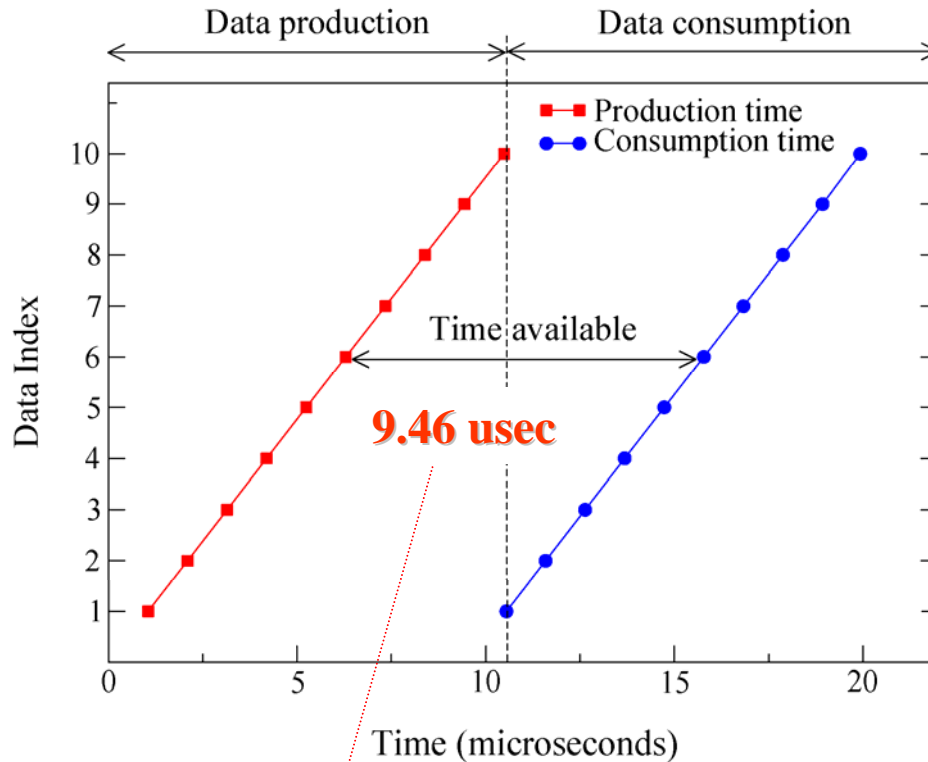 Data production
Data consumption
Production time
Consumption time
10
9
8
7
6
5
4
3
2
1
Data Index
Time available
9.46 usec
0
5
10
15
20
Time (microseconds)